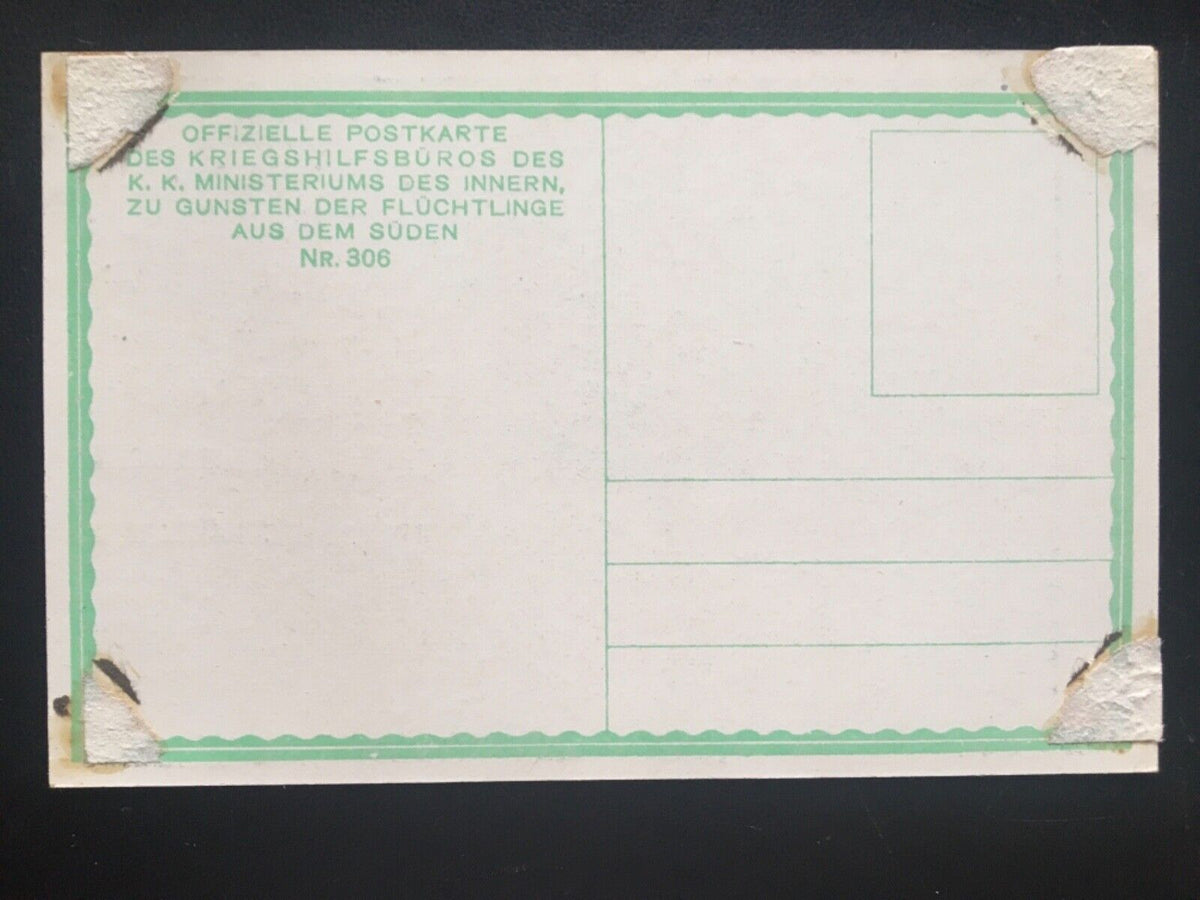 OFFIZIELLE POSTKARTE
DES KRIEGSHILFSBÜROS DES
K. K. MINISTERIUMS DES INNERN,
ZU GUNSTEN DER FLÜCHTLINGE
AUS DEM SÜDEN
NR. 306